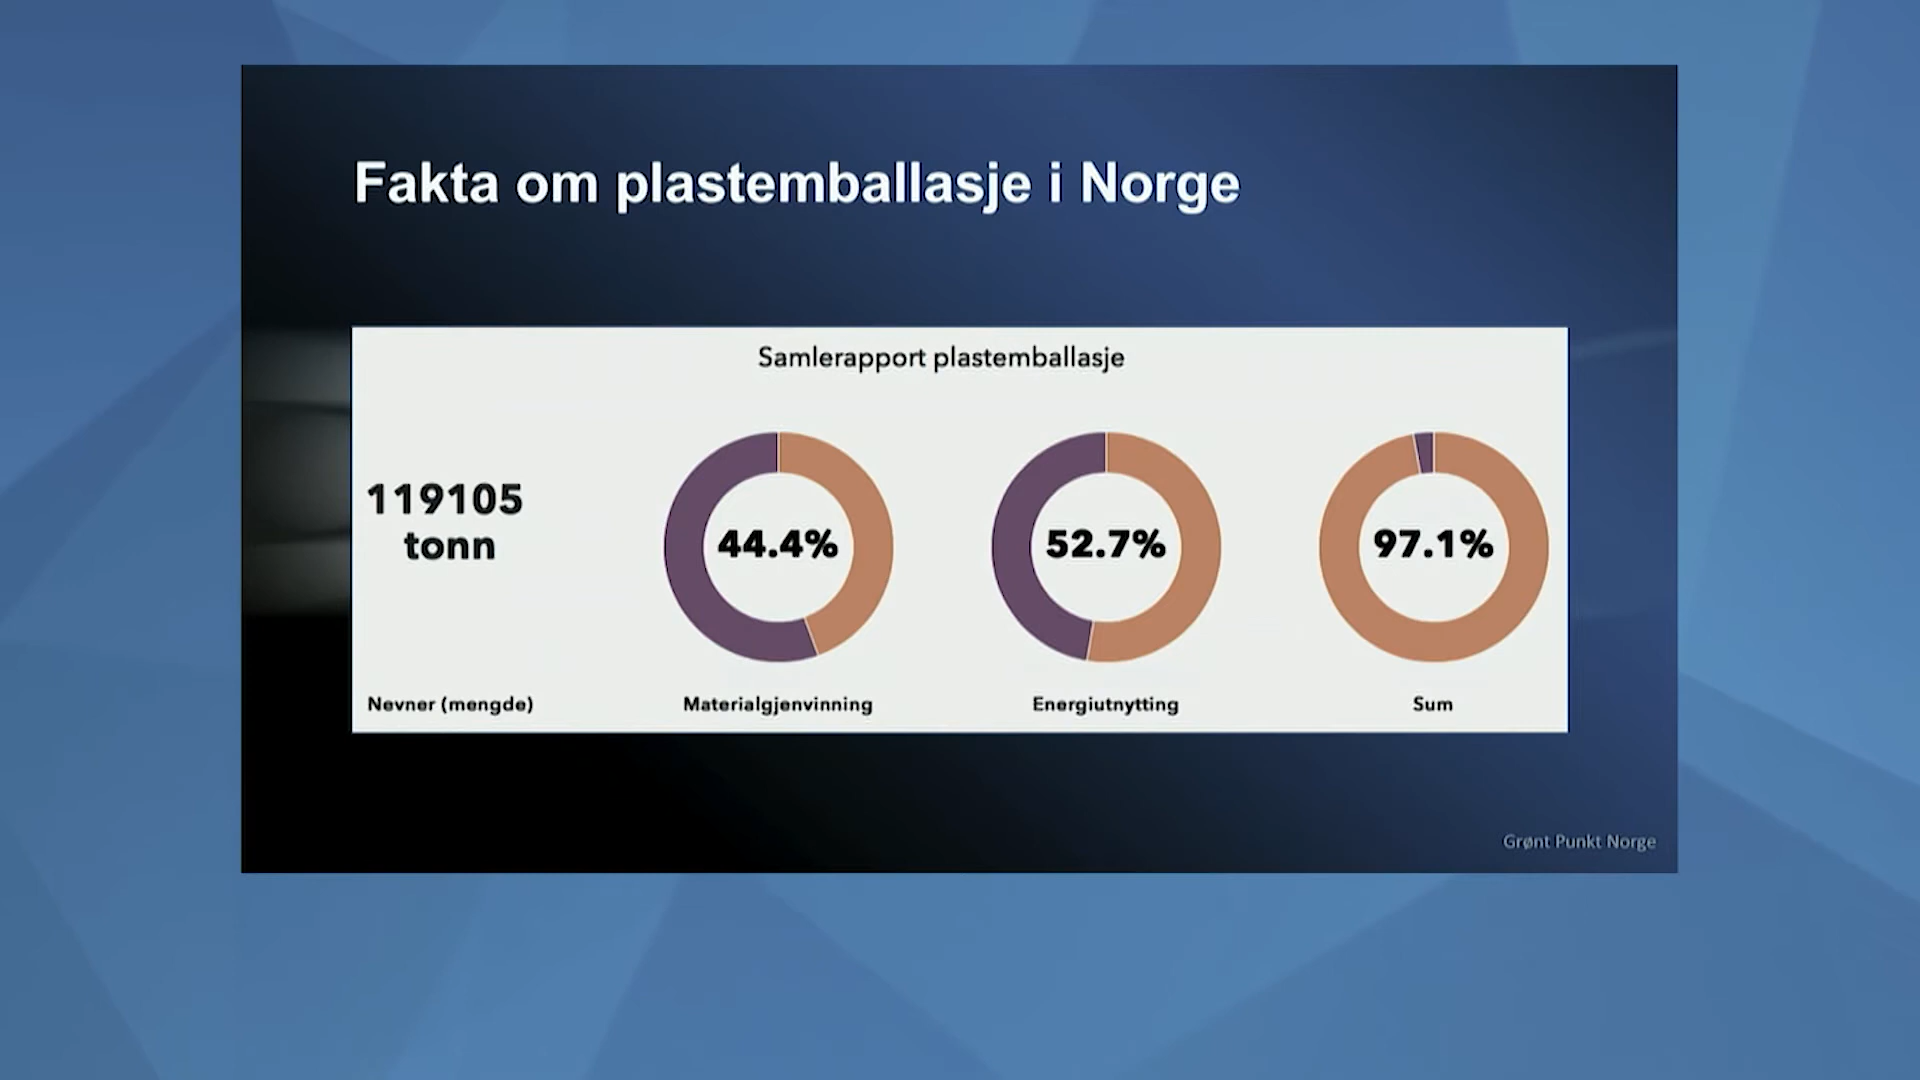 Fakta om plastemballasje i Norge
Samlerapport plastemballasje
119105
tonn
44.4%
52.7%
97.1%
Nevner (mengde)
Materialgjenvinning
Energiutnytting
Sum
Grønt Punkt Norge